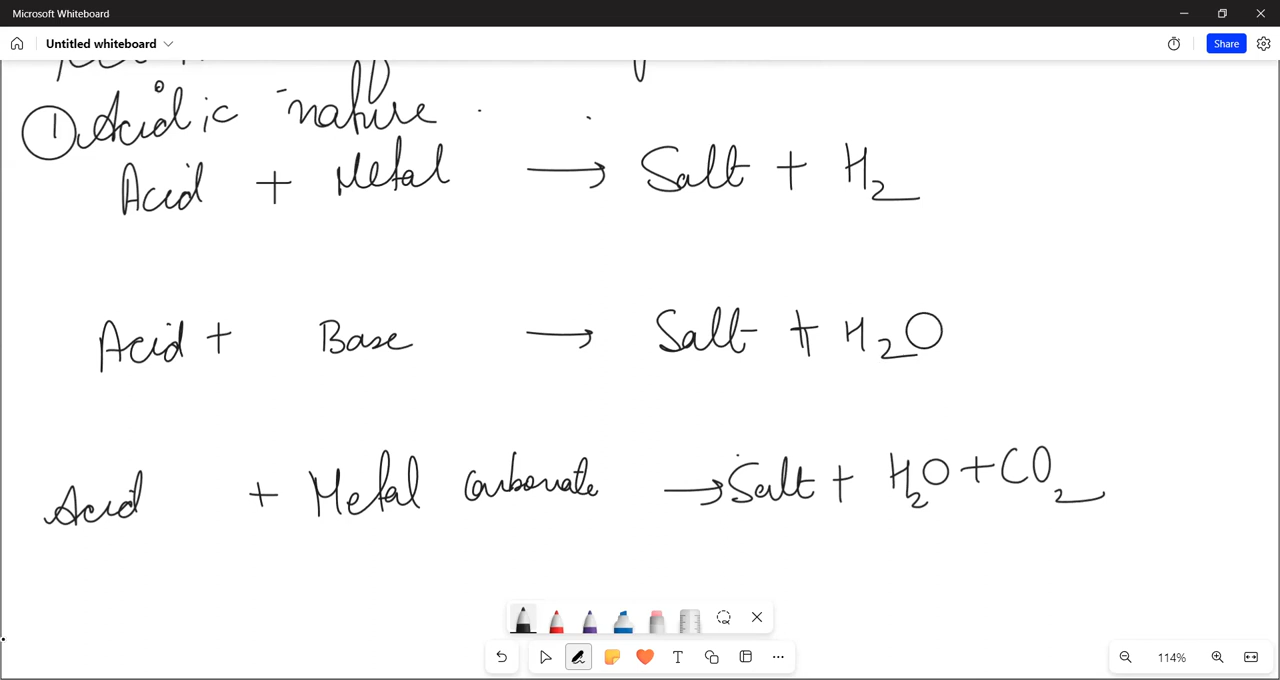 Microsoft Whiteboard
Untitled whiteboard
Share
① Acidic nature
Acid + Metal → Salt + H₂
Acid + Base → Salt + H₂O
Acid + Metal carbonate → Salt + H₂O + CO₂
114%